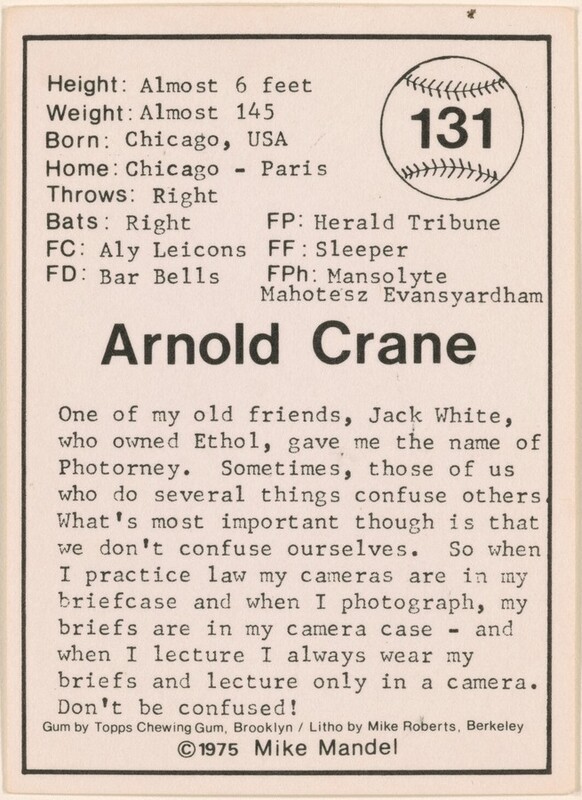 Height: Almost 6 feet
Weight: Almost 145
131
Born: Chicago, USA
Home: Chicago - Paris
Throws: Right
Bats: Right FP: Herald Tribune
FC: Aly Leicons FF: Sleeper
FD: Bar Bells FPh: Mansolyte
Mahotesz Evansyardham
Arnold Crane
One of my old friends, Jack White,
who owned Ethol, gave me the name of
Photorney. Sometimes, those of us
who do several things confuse others.
What's most important though is that
we don't confuse ourselves. So when
I practice law my cameras are in my
briefcase and when I photograph, my
briefs are in my camera case - and
when I lecture I always wear my
briefs and lecture only in a camera.
Don't be confused!
Gum by Topps Chewing Gum, Brooklyn / Litho by Mike Roberts, Berkeley
©1975 Mike Mandel